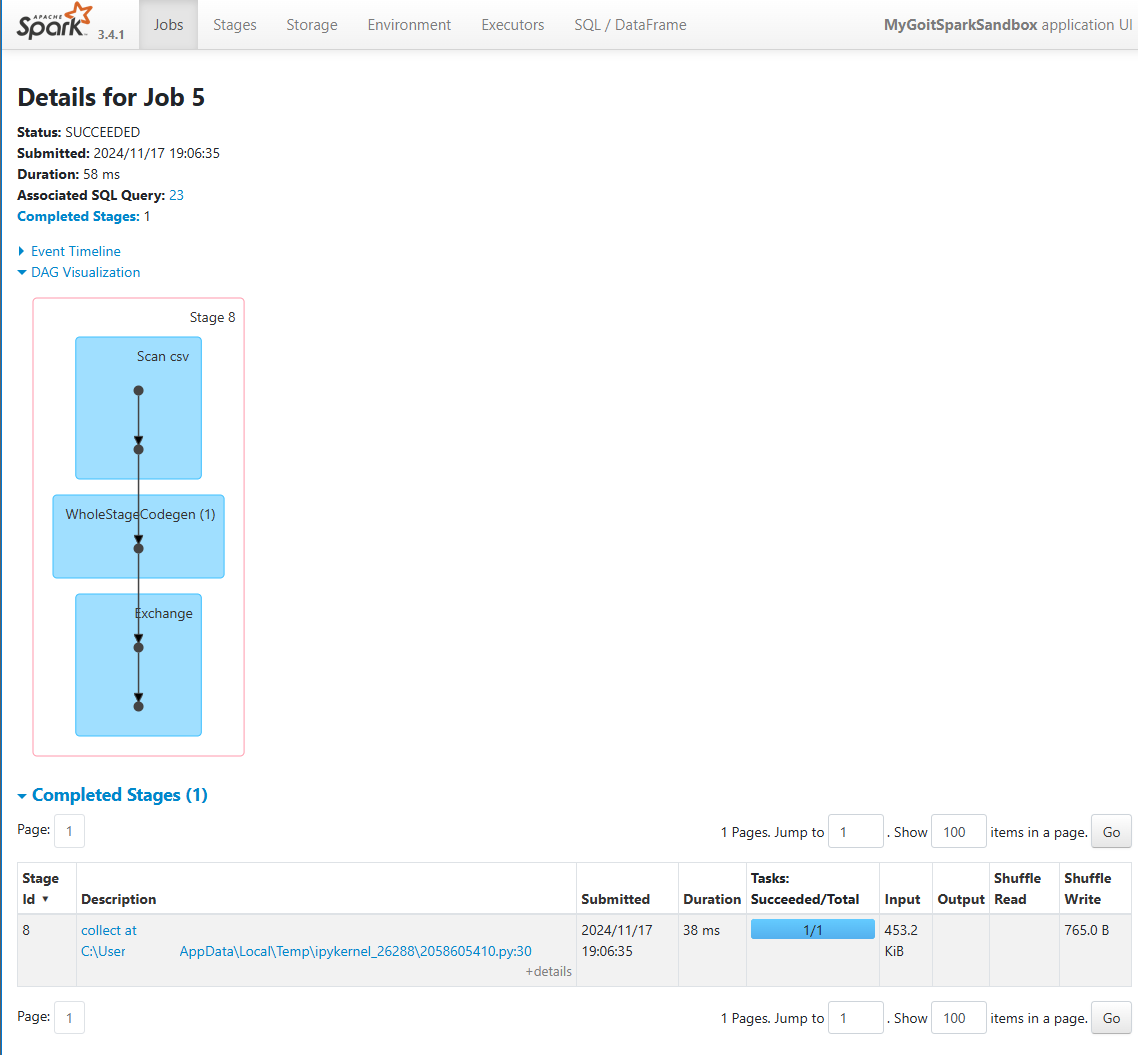 APACHE Spark 3.4.1 Jobs Stages Storage Environment Executors SQL / DataFrame MyGoitSparkSandbox application UI
Details for Job 5
Status: SUCCEEDED
Submitted: 2024/11/17 19:06:35
Duration: 58 ms
Associated SQL Query: 23
Completed Stages: 1
Event Timeline
DAG Visualization
Stage 8
Scan csv
WholeStageCodegen (1)
Exchange
Completed Stages (1)
Page: 1 1 Pages. Jump to 1 . Show 100 items in a page. Go
Stage Id ▼ Description Submitted Duration Tasks: Succeeded/Total Input Output Shuffle Read Shuffle Write
8 collect at 2024/11/17 38 ms 1/1 453.2 765.0 B
C:\User AppData\Local\Temp\ipykernel_26288\2058605410.py:30 19:06:35 KiB
+details
Page: 1 1 Pages. Jump to 1 . Show 100 items in a page. Go